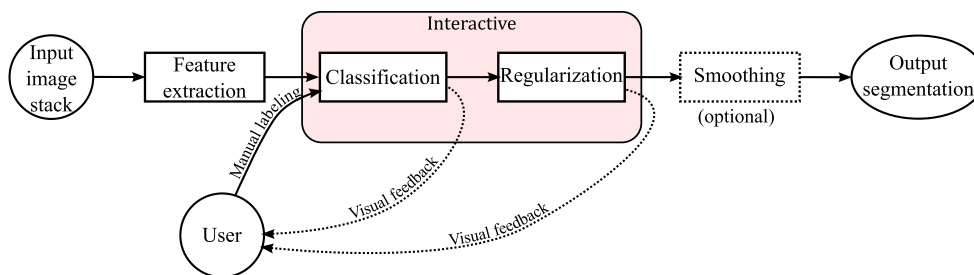 Interactive
Input
image
stack
Feature
extraction
Classification
Regularization
Smoothing
(optional)
Output
segmentation
Manual labeling
Visual feedback
Visual feedback
User